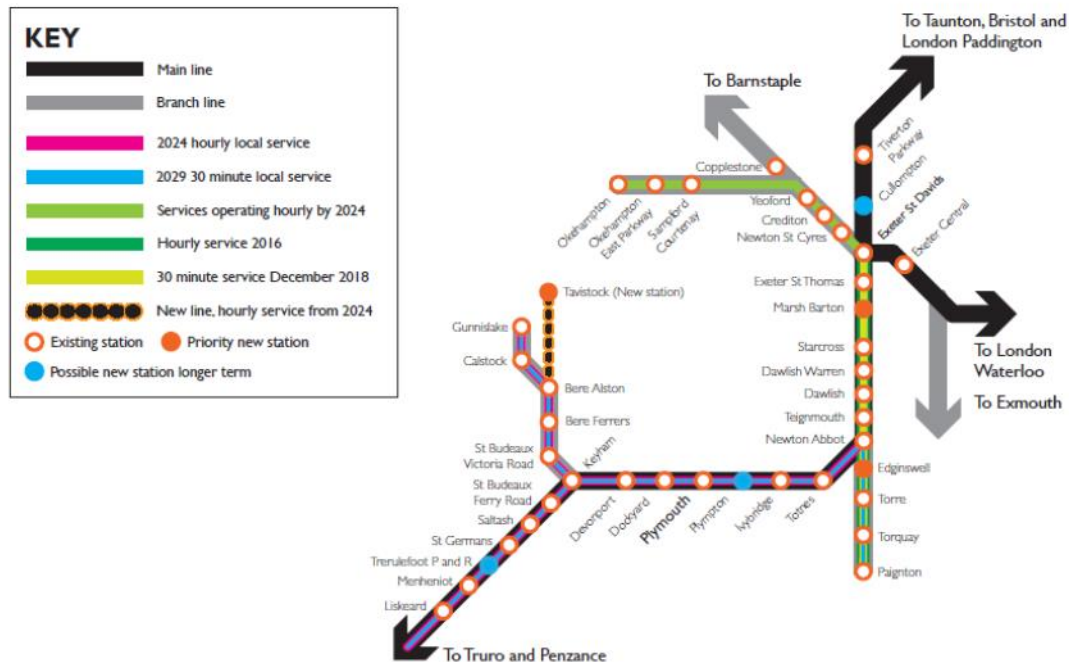 KEY
Main line
Branch line
2024 hourly local service
2029 30 minute local service
Services operating hourly by 2024
Hourly service 2016
30 minute service December 2018
New line, hourly service from 2024
Existing station
Priority new station
Possible new station longer term
To Taunton, Bristol and
London Paddington
To Barnstaple
Tiverton
Parkway
Cullompton
Exeter St Davids
Exeter Central
Copplestone
Yeoford
Crediton
Newton St Cyres
Okehampton
Okehampton
East Parkway
Sampford
Courtenay
Exeter St Thomas
Marsh Barton
Starcross
Dawlish Warren
Dawlish
Teignmouth
Newton Abbot
To London
Waterloo
To Exmouth
Tavistock (New station)
Gunnislake
Calstock
Bere Alston
Bere Ferrers
St Budeaux
Victoria Road
Keyham
St Budeaux
Ferry Road
Saltash
St Germans
Trerulefoot P and R
Menheniot
Liskeard
Devonport
Dockyard
Plymouth
Plympton
Ivybridge
Totnes
Edginswell
Torre
Torquay
Paignton
To Truro and Penzance